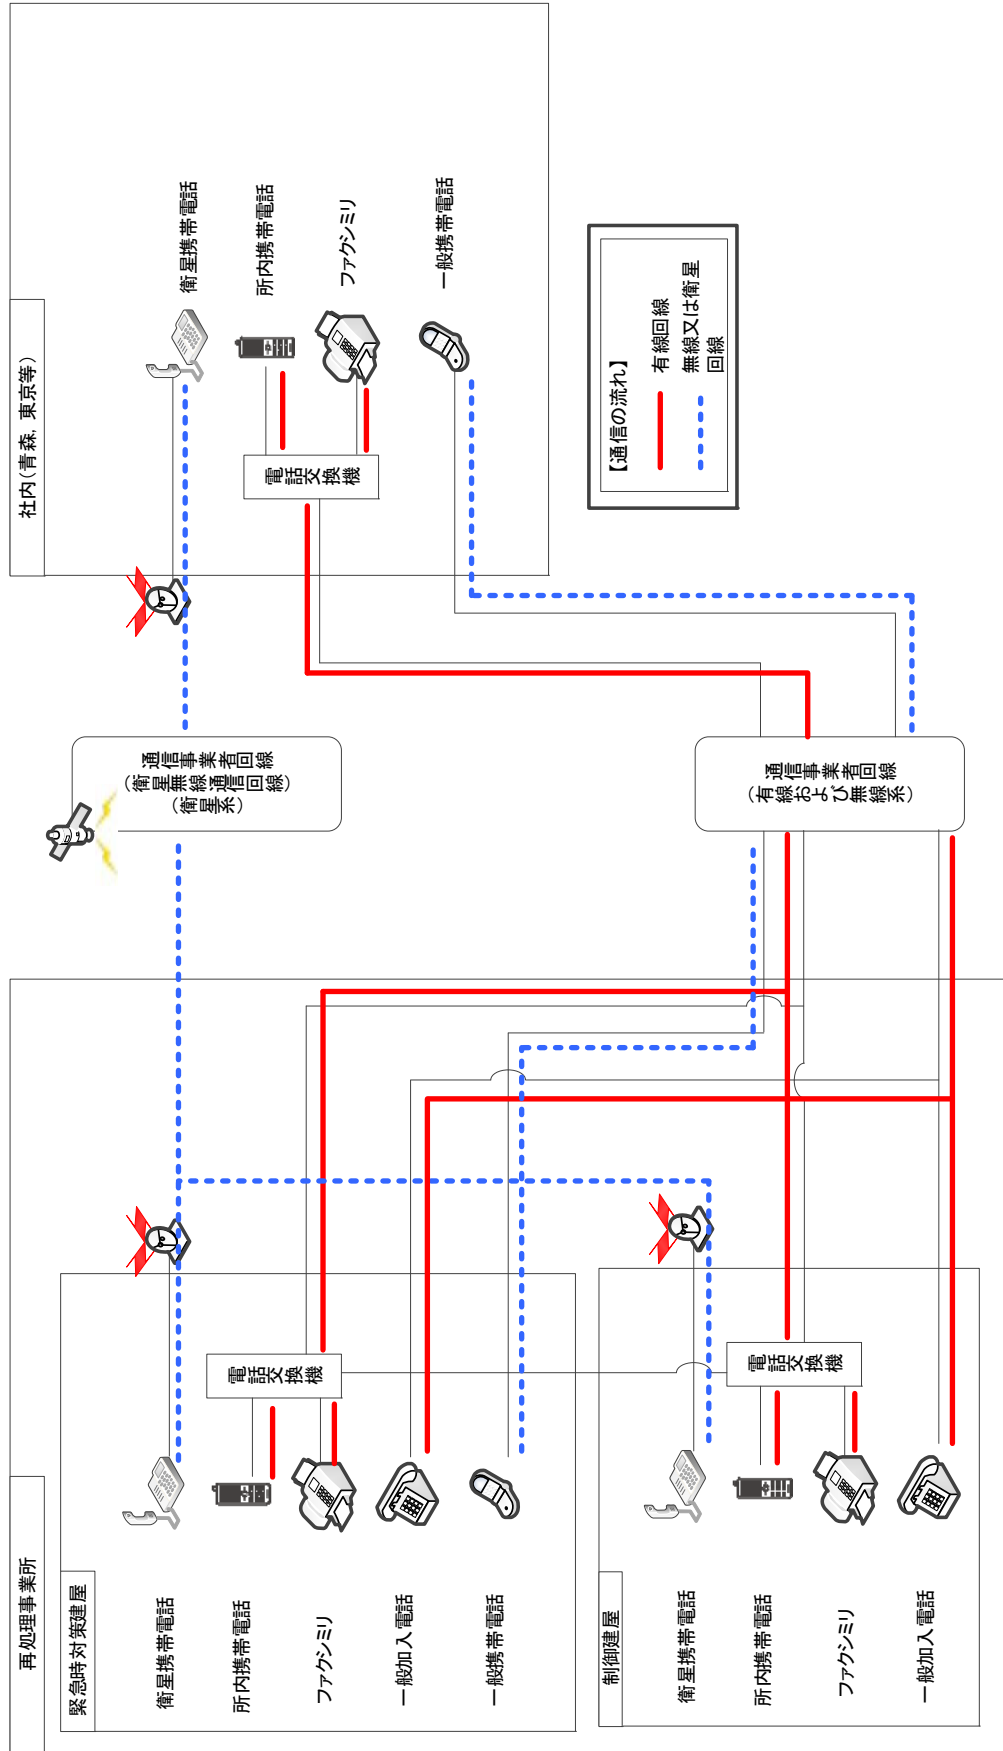 再処理事業所
緊急時対策建屋
衛星携帯電話
所内携帯電話
ファクシミリ
一般加入電話
一般携帯電話
電話交換機
制御建屋
衛星携帯電話
所内携帯電話
ファクシミリ
一般加入電話
電話交換機
通信事業者回線
(衛星無線通信回線)
(衛星系)
通信事業者回線
(有線および無線系)
社内(青森, 東京等)
衛星携帯電話
所内携帯電話
ファクシミリ
一般携帯電話
電話交換機
【通信の流れ】
有線回線
無線又は衛星
回線